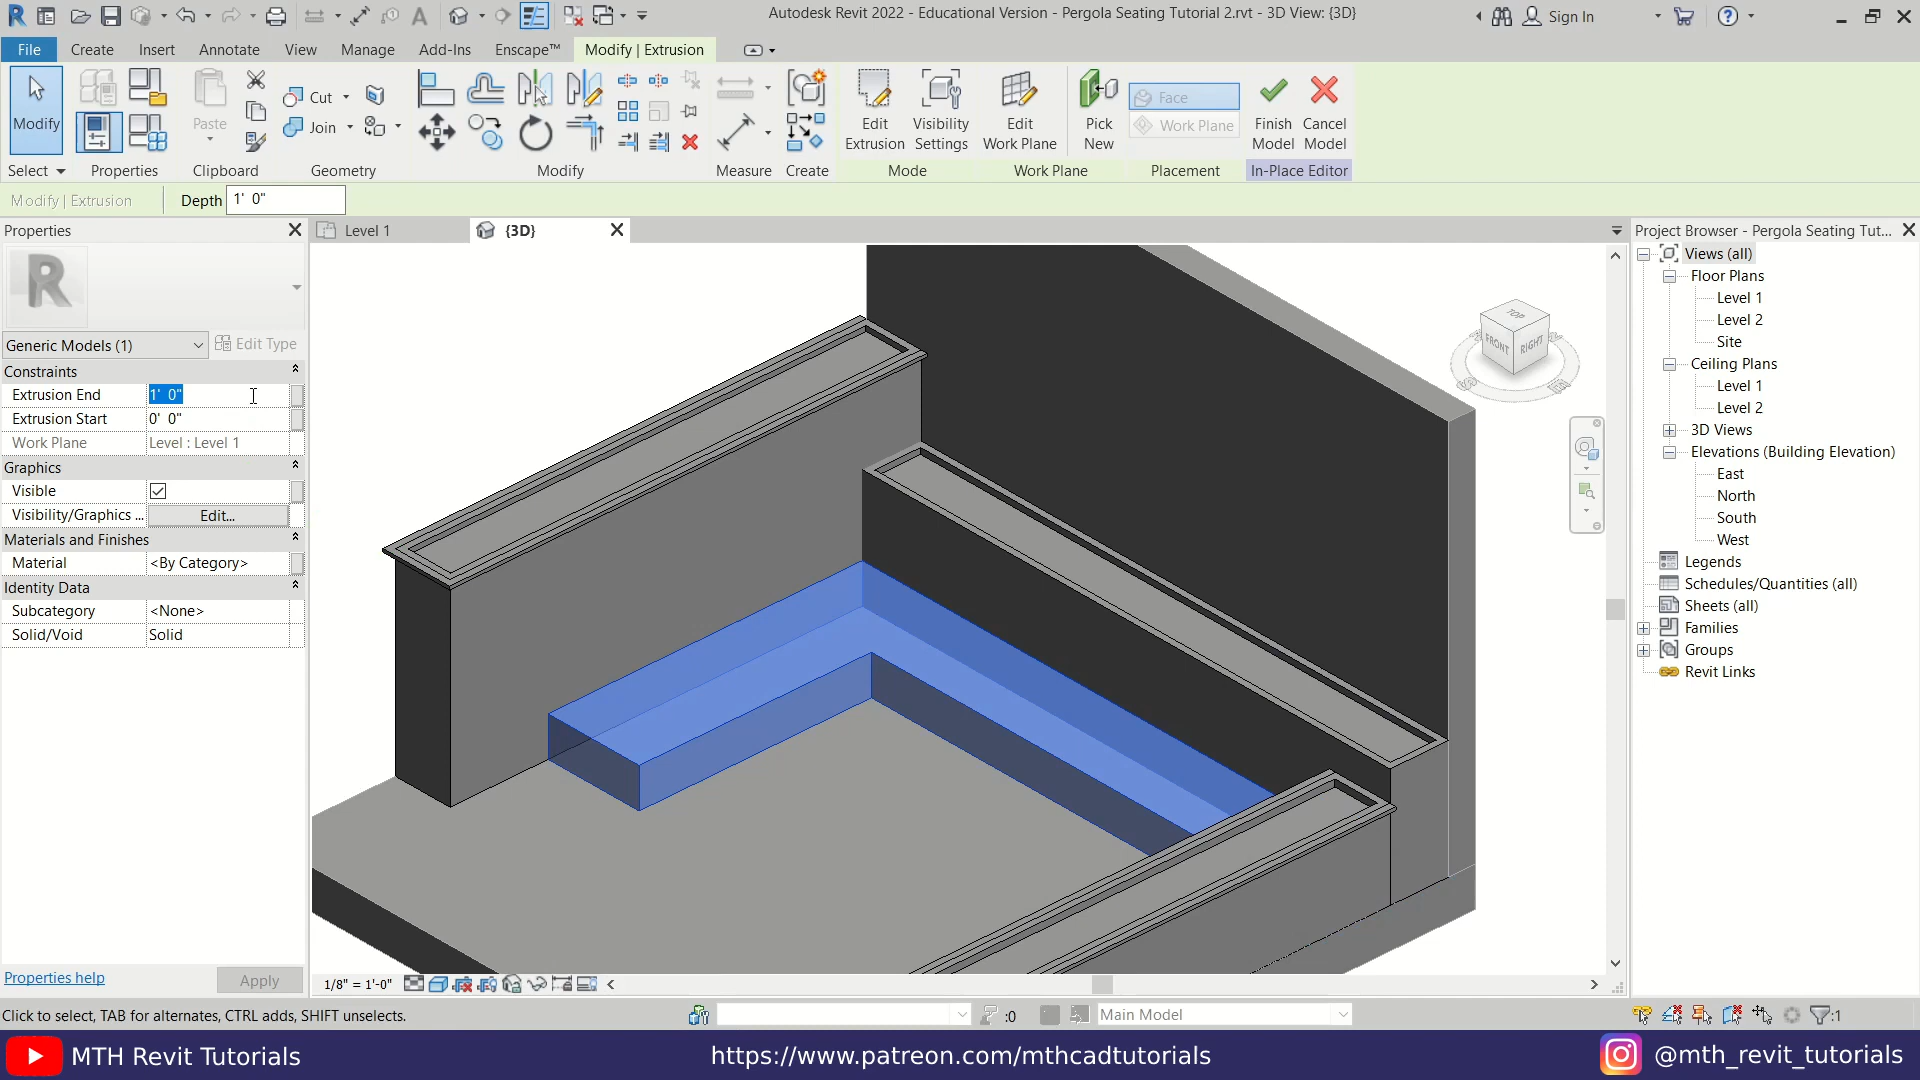 Autodesk Revit 2022 - Educational Version - Pergola Seating Tutorial 2.rvt - 3D View: {3D}
Sign In
File Create Insert Annotate View Manage Add-Ins Enscape™ Modify | Extrusion
Modify
Paste
Cut
Join
Edit Extrusion
Visibility Settings
Edit Work Plane
Pick New
Face
Work Plane
Finish Model
Cancel Model
Select Properties Clipboard Geometry Modify Measure Create Mode Work Plane Placement In-Place Editor
Modify | Extrusion Depth 1' 0"
Properties
Level 1
{3D}
Project Browser - Pergola Seating Tut...
Generic Models (1)
Edit Type
Constraints
Extrusion End 1' 0"
Extrusion Start 0' 0"
Work Plane Level : Level 1
Graphics
Visible
Visibility/Graphics ... Edit...
Materials and Finishes
Material <By Category>
Identity Data
Subcategory <None>
Solid/Void Solid
Properties help
Apply
TOP
FRONT
RIGHT
Views (all)
Floor Plans
Level 1
Level 2
Site
Ceiling Plans
Level 1
Level 2
3D Views
Elevations (Building Elevation)
East
North
South
West
Legends
Schedules/Quantities (all)
Sheets (all)
Families
Groups
Revit Links
1/8" = 1'-0"
Click to select, TAB for alternates, CTRL adds, SHIFT unselects.
:0
Main Model
:1
MTH Revit Tutorials
https://www.patreon.com/mthcadtutorials
@mth_revit_tutorials